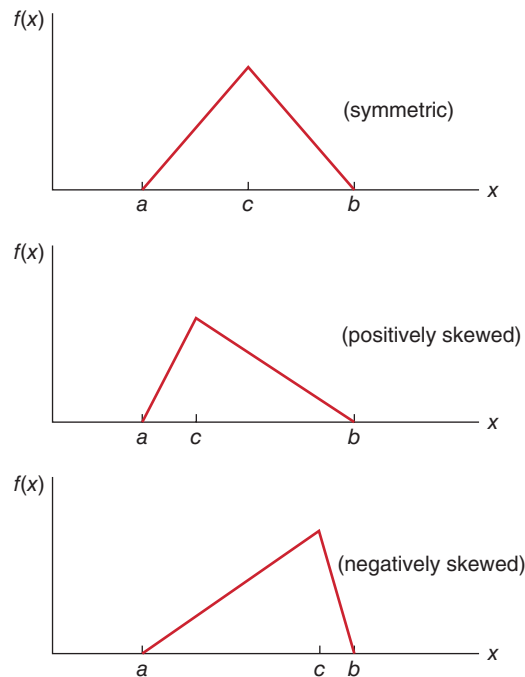 f(x)
(symmetric)
a c b x
f(x)
(positively skewed)
a c b x
f(x)
(negatively skewed)
a c b x